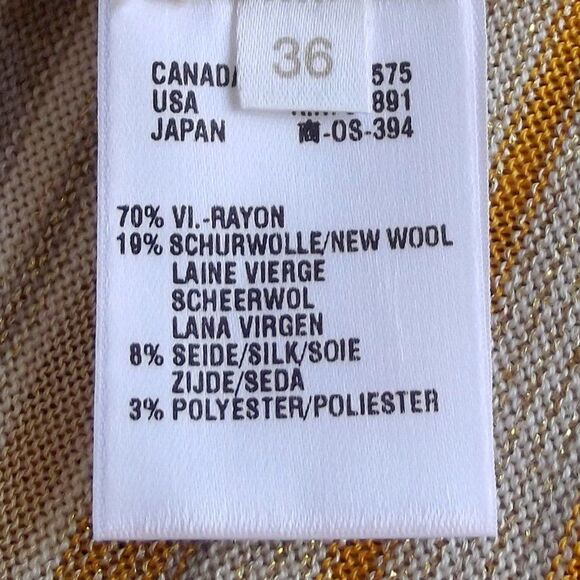 36
CANADA 575
USA 891
JAPAN 商-OS-394
70% VI.-RAYON
19% SCHURWOLLE/NEW WOOL
LAINE VIERGE
SCHEERWOL
LANA VIRGEN
8% SEIDE/SILK/SOIE
ZIJDE/SEDA
3% POLYESTER/POLIESTER